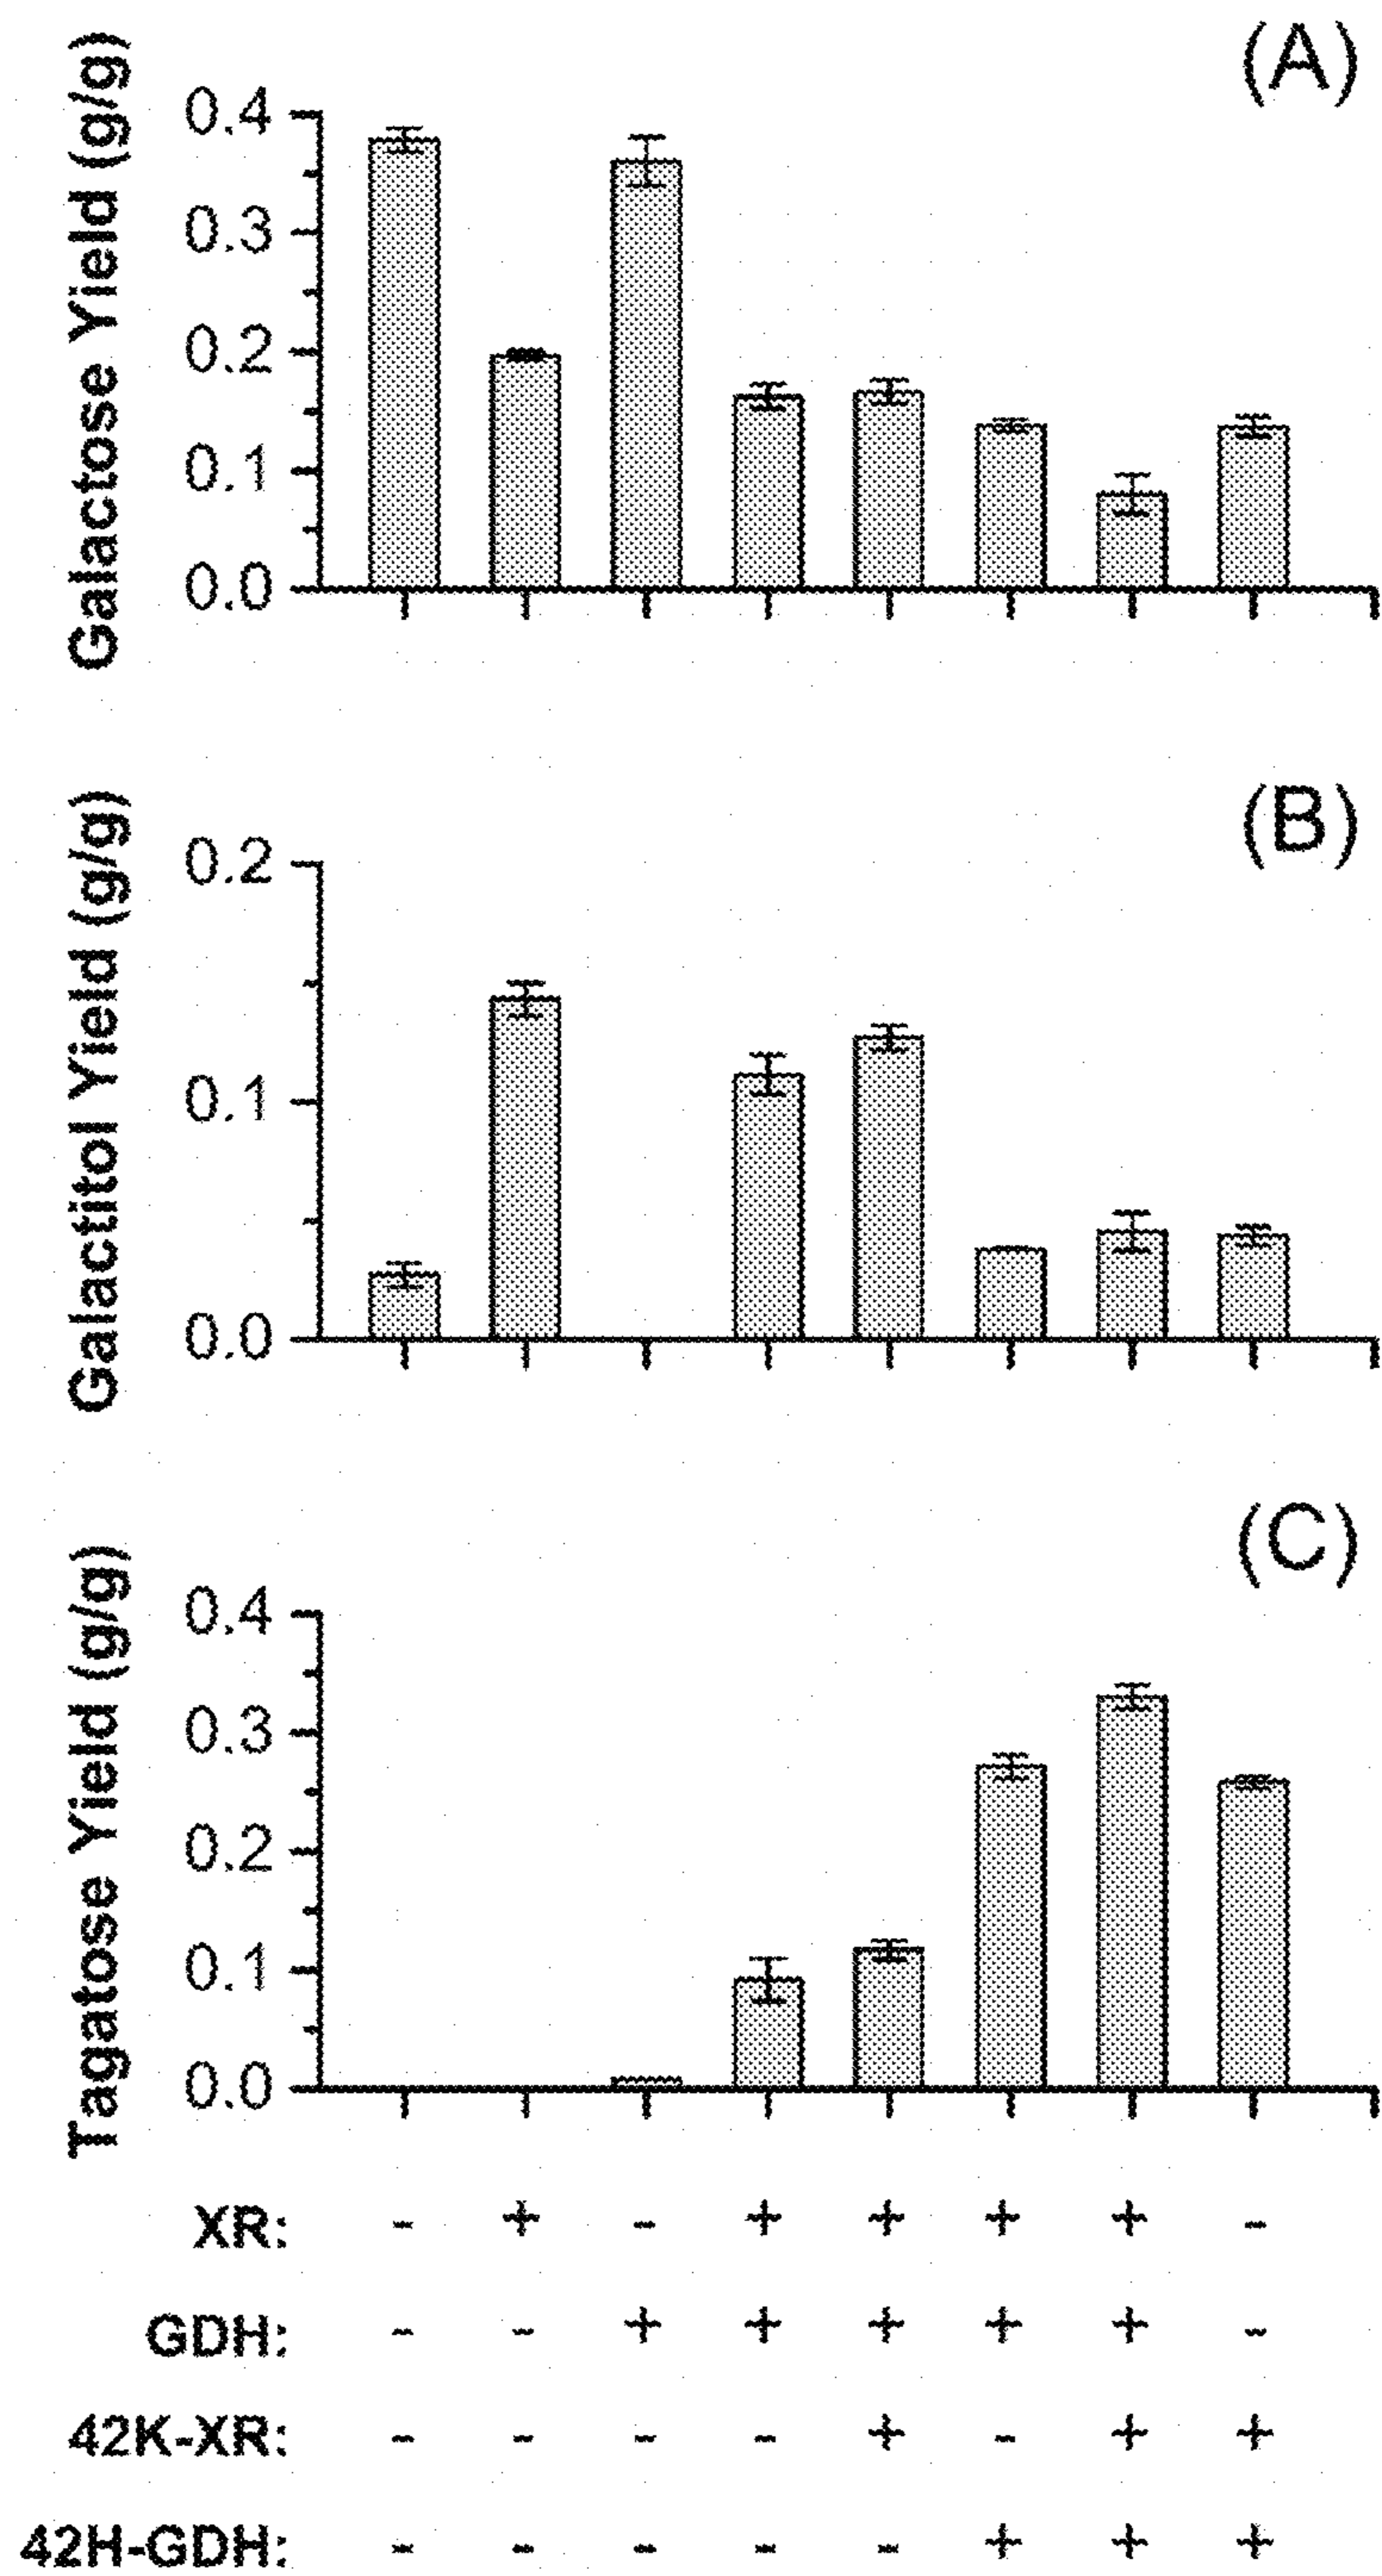 (A)
Galactose Yield (g/g)
0.4
0.3
0.2
0.1
0.0
(B)
Galactitol Yield (g/g)
0.2
0.1
0.0
(C)
Tagatose Yield (g/g)
0.4
0.3
0.2
0.1
0.0
XR: - + - + + + + -
GDH: - - + + + + + -
42K-XR: - - - - + - + +
42H-GDH: - - - - - + + +